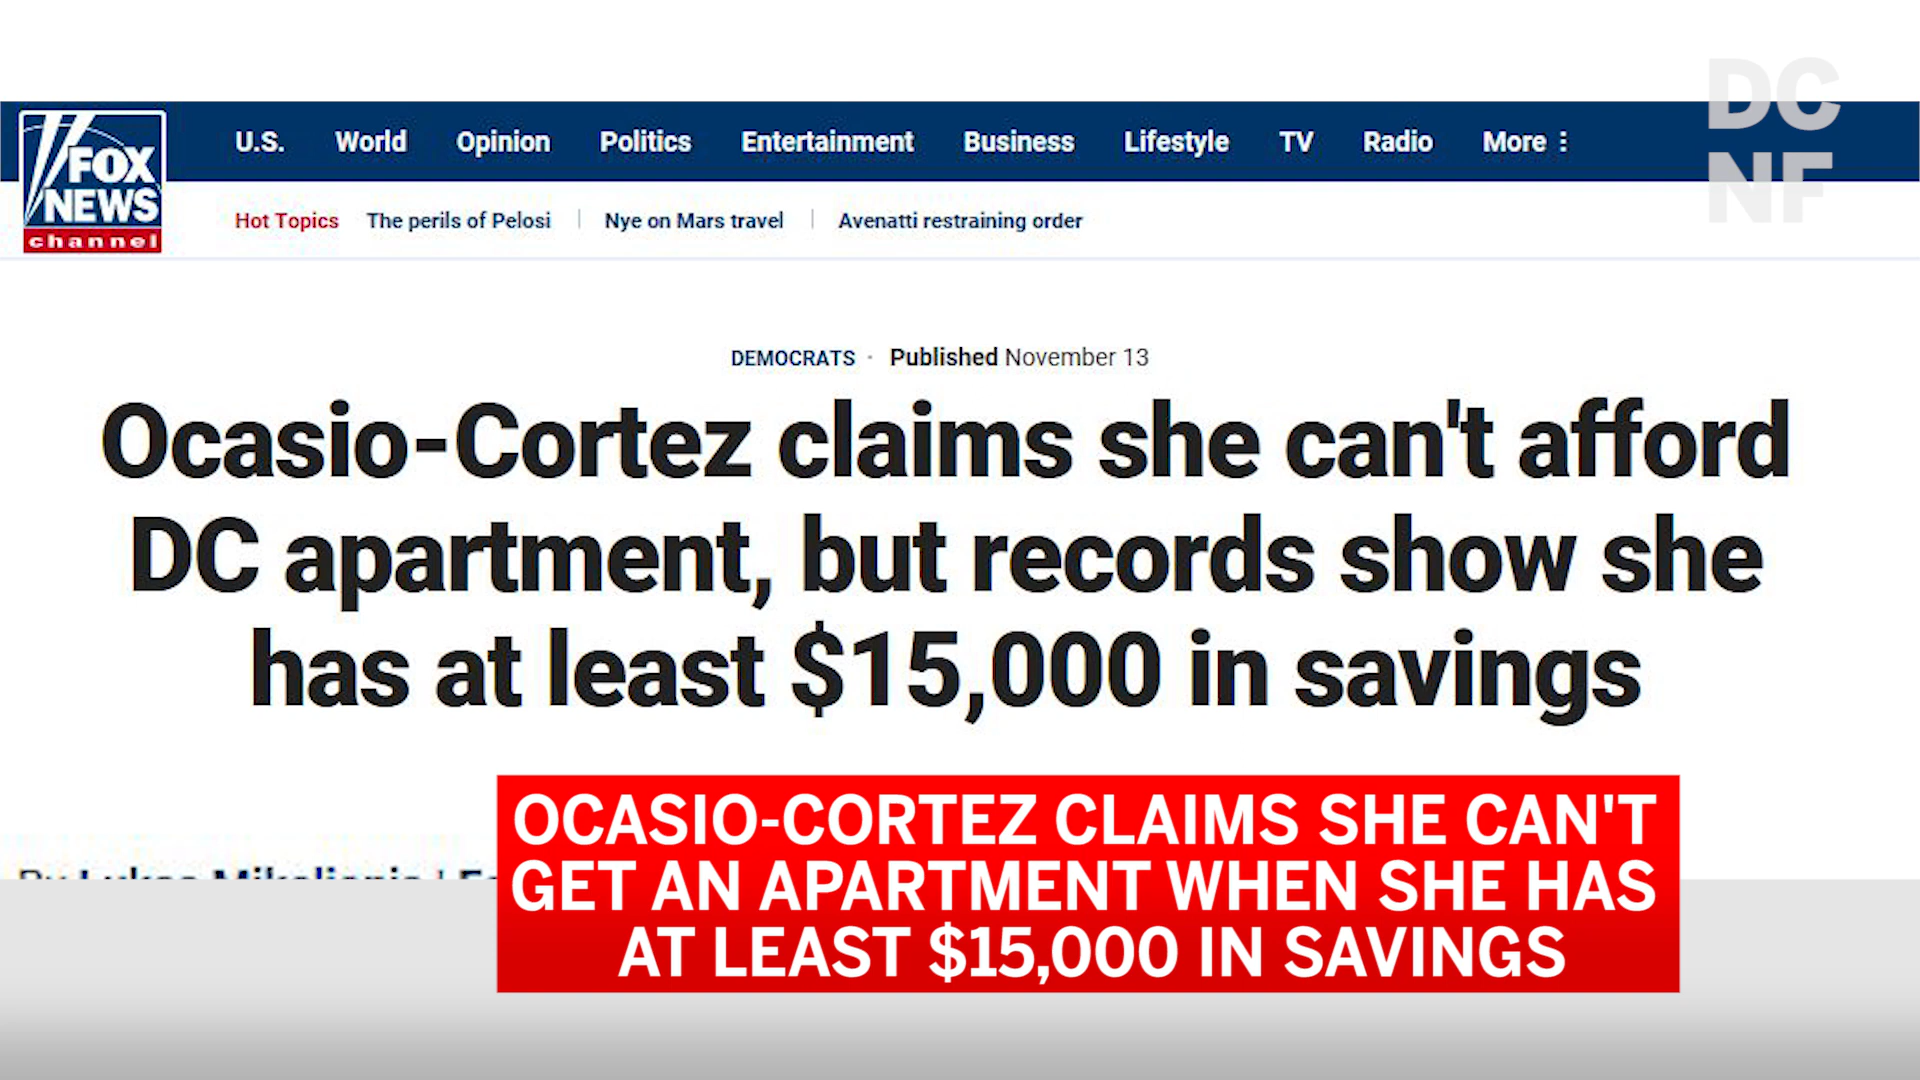 DC
NF
FOX
NEWS
channel
U.S. World Opinion Politics Entertainment Business Lifestyle TV Radio More
Hot Topics The perils of Pelosi Nye on Mars travel Avenatti restraining order
DEMOCRATS · Published November 13
Ocasio-Cortez claims she can't afford
DC apartment, but records show she
has at least $15,000 in savings
OCASIO-CORTEZ CLAIMS SHE CAN'T
GET AN APARTMENT WHEN SHE HAS
AT LEAST $15,000 IN SAVINGS